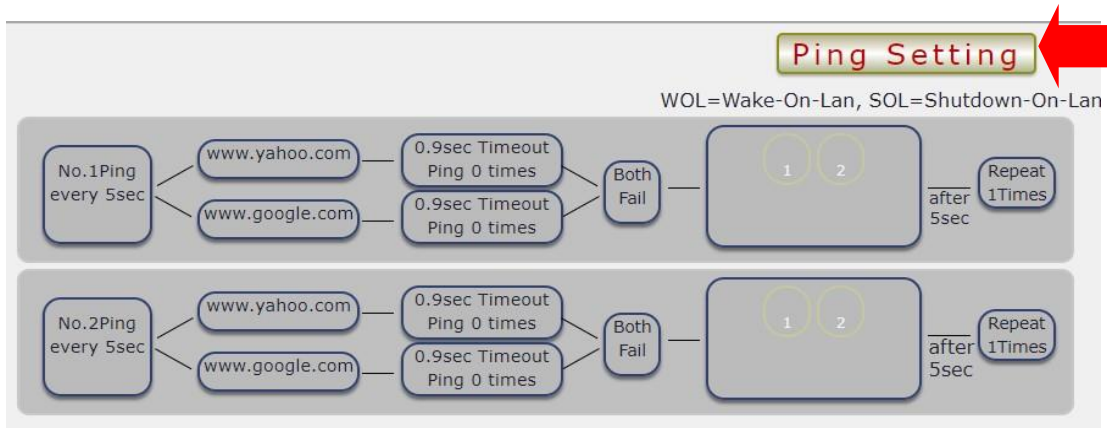 Ping Setting
WOL=Wake-On-Lan, SOL=Shutdown-On-Lan
No.1Ping
every 5sec
www.yahoo.com
www.google.com
0.9sec Timeout
Ping 0 times
0.9sec Timeout
Ping 0 times
Both
Fail
1 2
after
5sec
Repeat
1Times
No.2Ping
every 5sec
www.yahoo.com
www.google.com
0.9sec Timeout
Ping 0 times
0.9sec Timeout
Ping 0 times
Both
Fail
1 2
after
5sec
Repeat
1Times